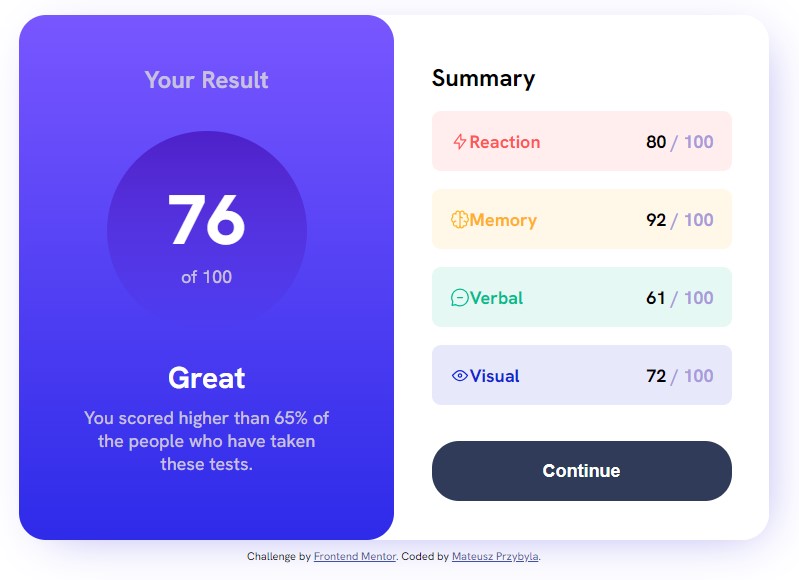 Your Result
76
of 100
Great
You scored higher than 65% of
the people who have taken
these tests.
Summary
Reaction 80 / 100
Memory 92 / 100
Verbal 61 / 100
Visual 72 / 100
Continue
Challenge by Frontend Mentor. Coded by Mateusz Przybyla.